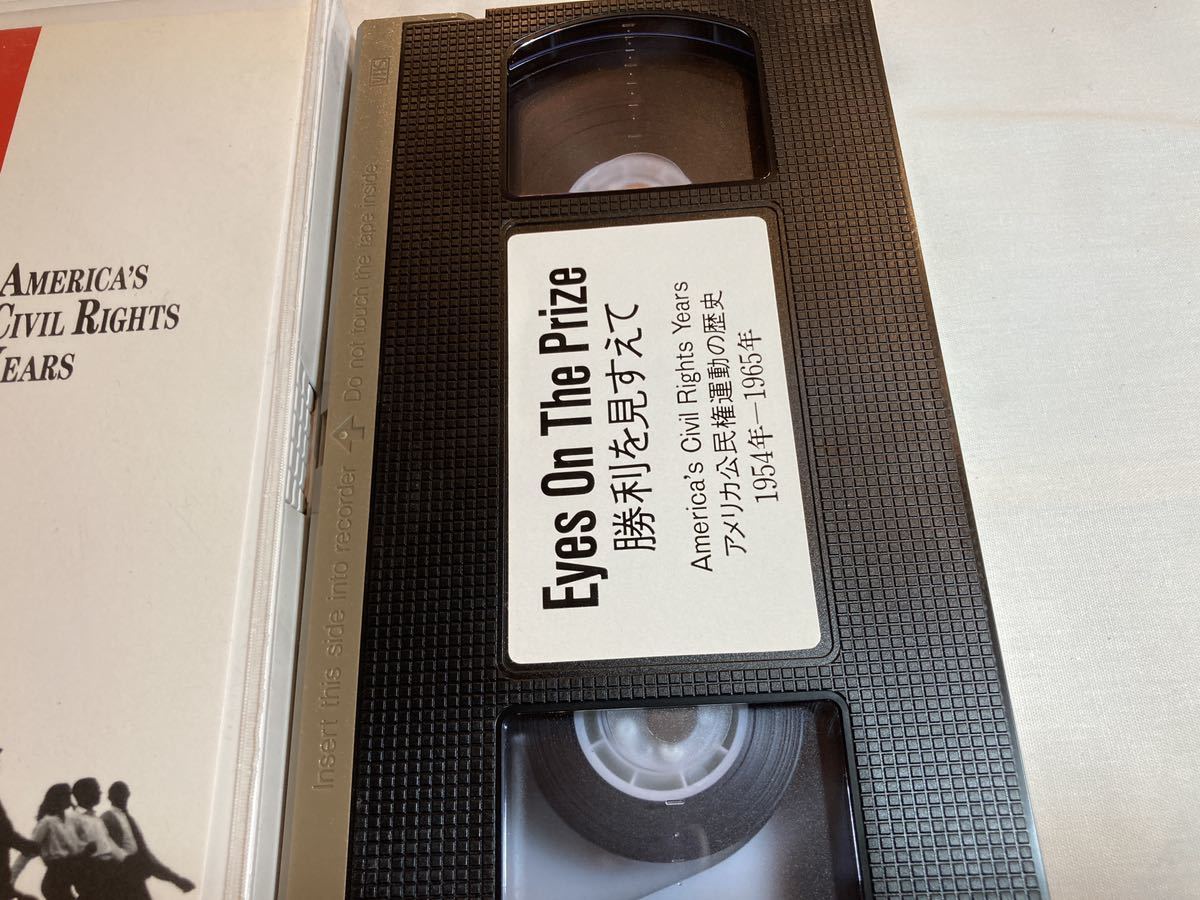 AMERICA'S
CIVIL RIGHTS
YEARS
VHS
Insert this side into recorder Do not touch the tape inside
Eyes On The Prize
勝利を見すえて
America's Civil Rights Years
アメリカ公民権運動の歴史
1954年−1965年